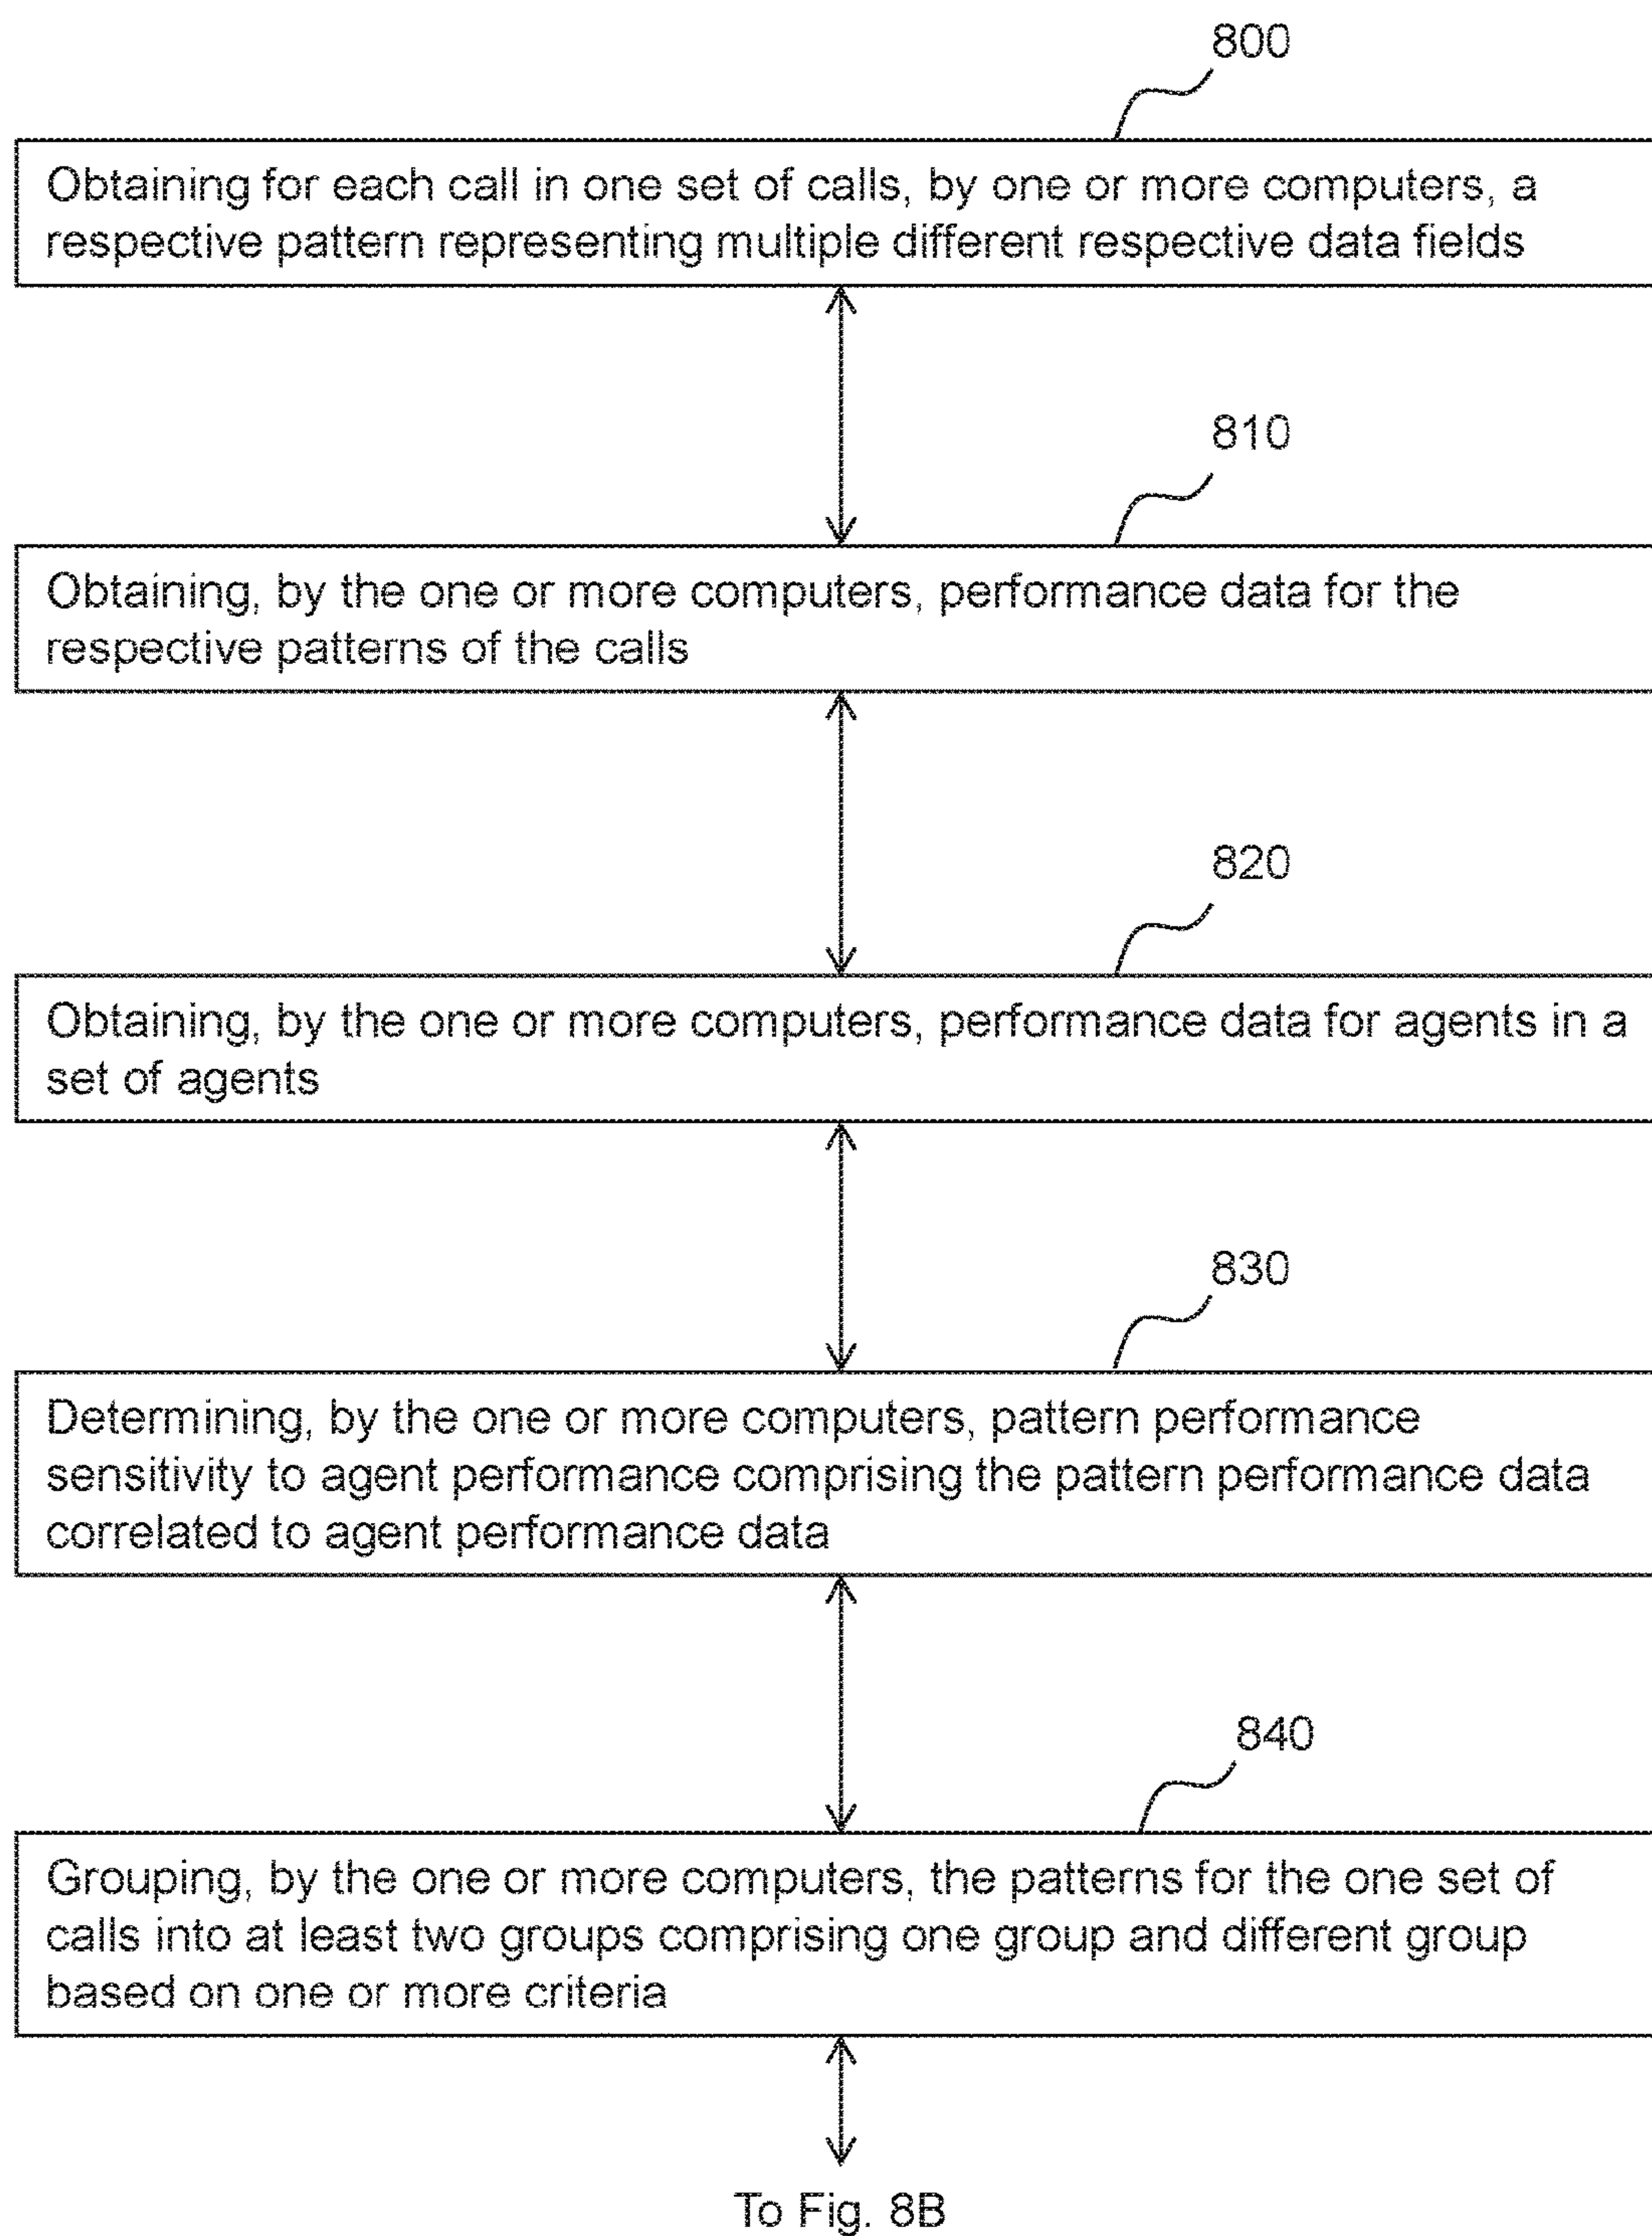 800
Obtaining for each call in one set of calls, by one or more computers, a
respective pattern representing multiple different respective data fields
810
Obtaining, by the one or more computers, performance data for the
respective patterns of the calls
820
Obtaining, by the one or more computers, performance data for agents in a
set of agents
830
Determining, by the one or more computers, pattern performance
sensitivity to agent performance comprising the pattern performance data
correlated to agent performance data
840
Grouping, by the one or more computers, the patterns for the one set of
calls into at least two groups comprising one group and different group
based on one or more criteria
To Fig. 8B